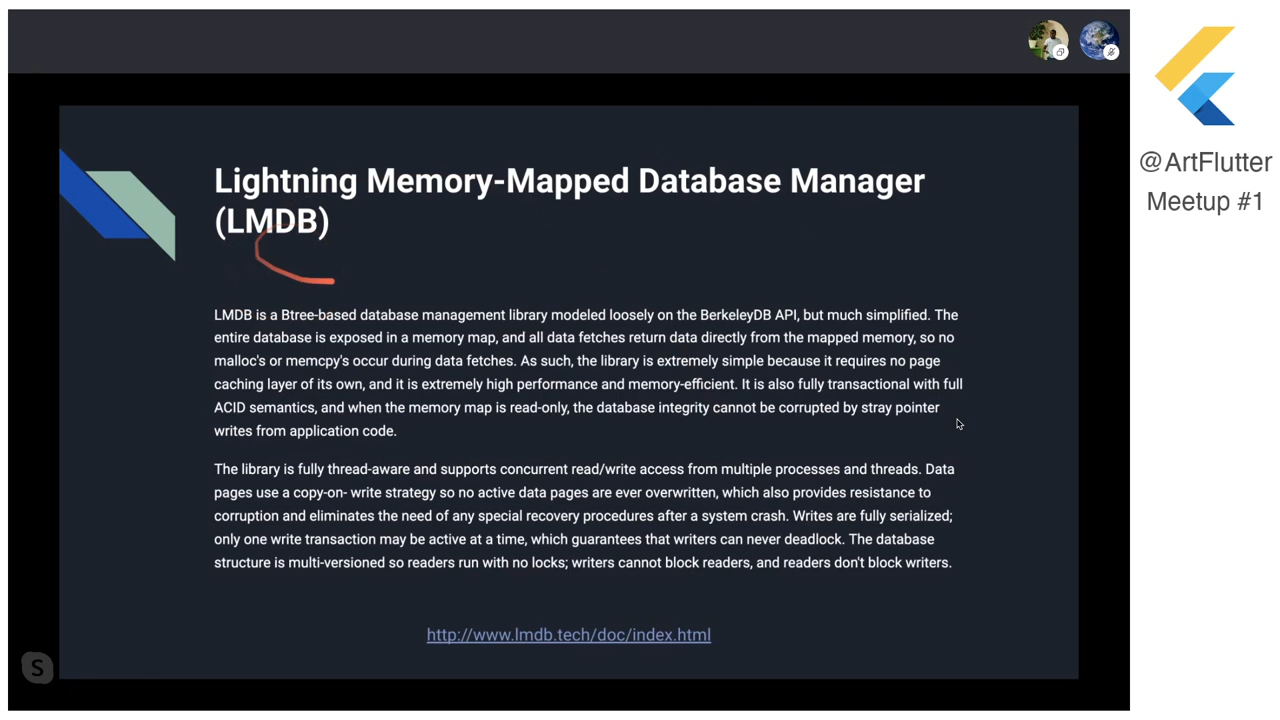 Lightning Memory-Mapped Database Manager
(LMDB)
LMDB is a Btree-based database management library modeled loosely on the BerkeleyDB API, but much simplified. The
entire database is exposed in a memory map, and all data fetches return data directly from the mapped memory, so no
malloc's or memcpy's occur during data fetches. As such, the library is extremely simple because it requires no page
caching layer of its own, and it is extremely high performance and memory-efficient. It is also fully transactional with full
ACID semantics, and when the memory map is read-only, the database integrity cannot be corrupted by stray pointer
writes from application code.
The library is fully thread-aware and supports concurrent read/write access from multiple processes and threads. Data
pages use a copy-on- write strategy so no active data pages are ever overwritten, which also provides resistance to
corruption and eliminates the need of any special recovery procedures after a system crash. Writes are fully serialized;
only one write transaction may be active at a time, which guarantees that writers can never deadlock. The database
structure is multi-versioned so readers run with no locks; writers cannot block readers, and readers don't block writers.
http://www.lmdb.tech/doc/index.html
S
@ArtFlutter
Meetup #1